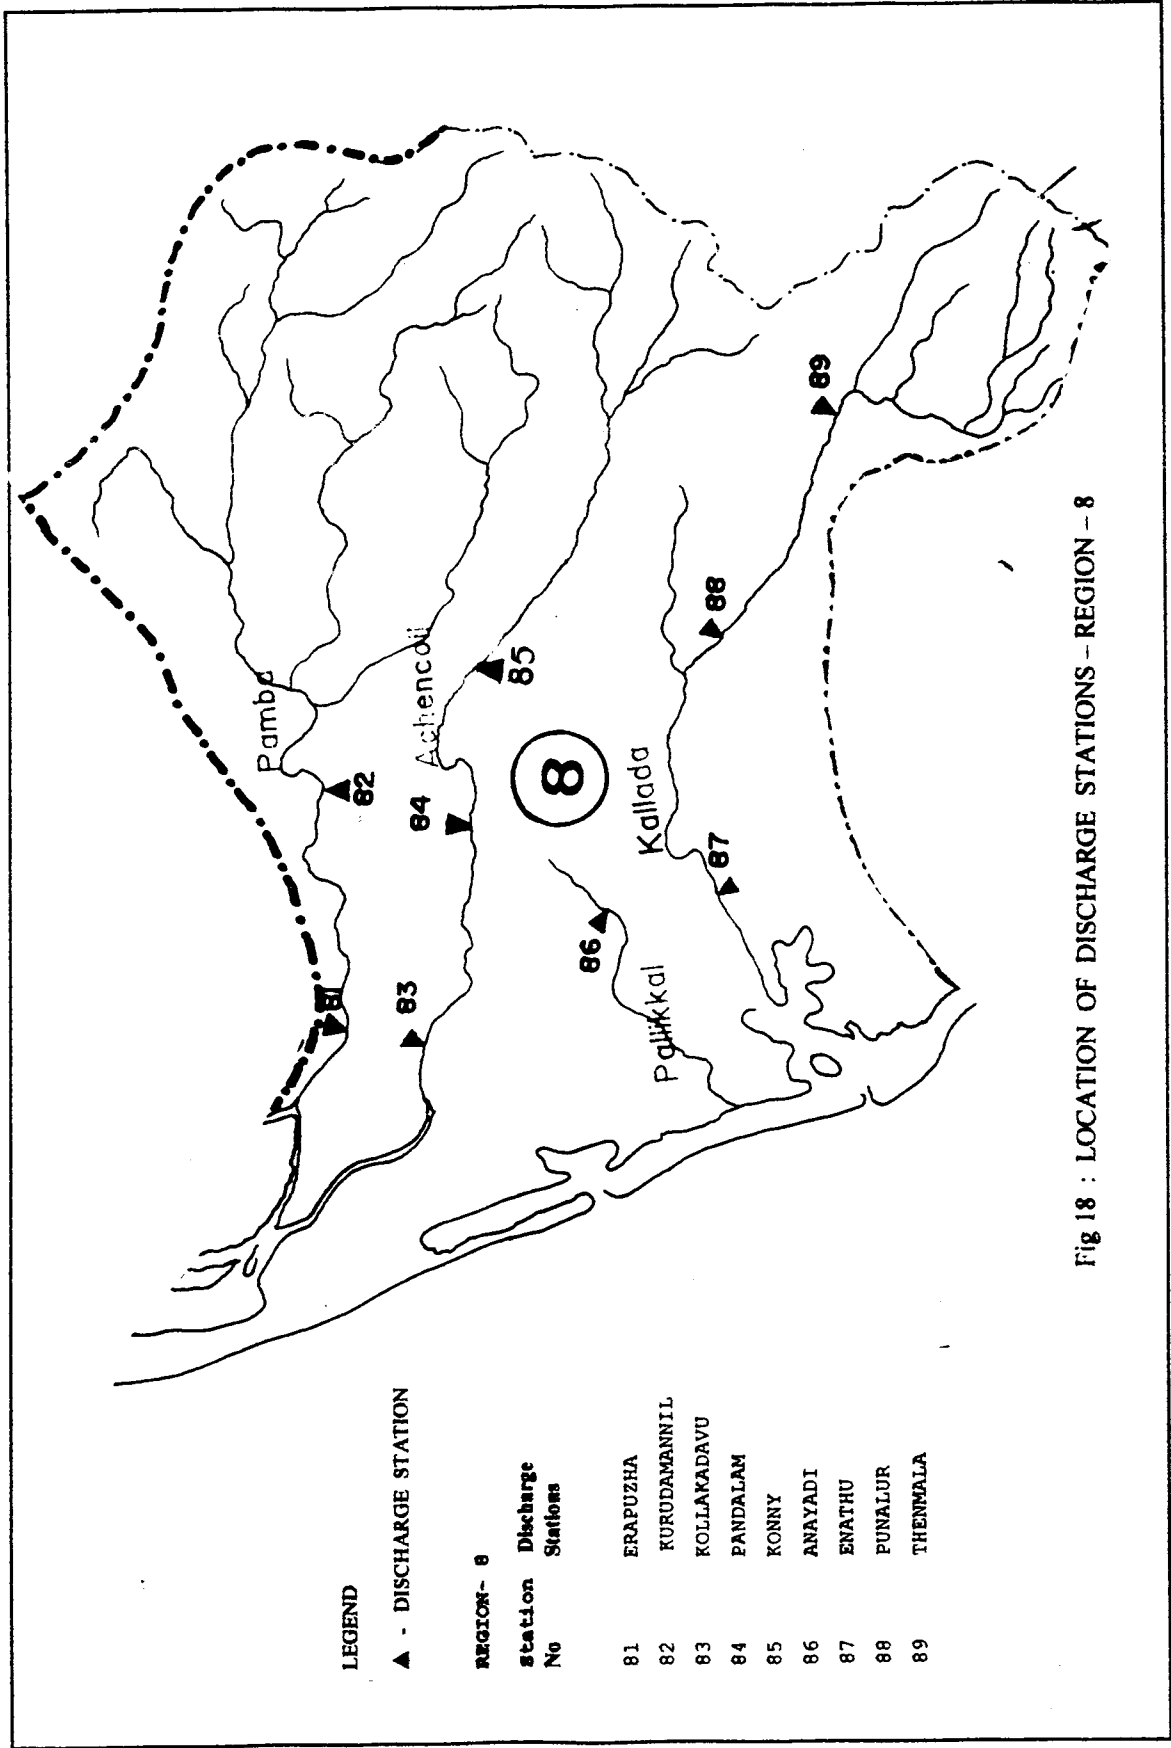 Pamba
Achencoil
Kallada
Pallikkal
8
81
82
83
84
85
86
87
88
89
LEGEND
▲ - DISCHARGE STATION
REGION- 8
Station Discharge
No Stations
81 ERAPUZHA
82 KURUDAMANNIL
83 KOLLAKADAVU
84 PANDALAM
85 KONNY
86 ANAYADI
87 ENATHU
88 PUNALUR
89 THENMALA
Fig 18 : LOCATION OF DISCHARGE STATIONS - REGION - 8